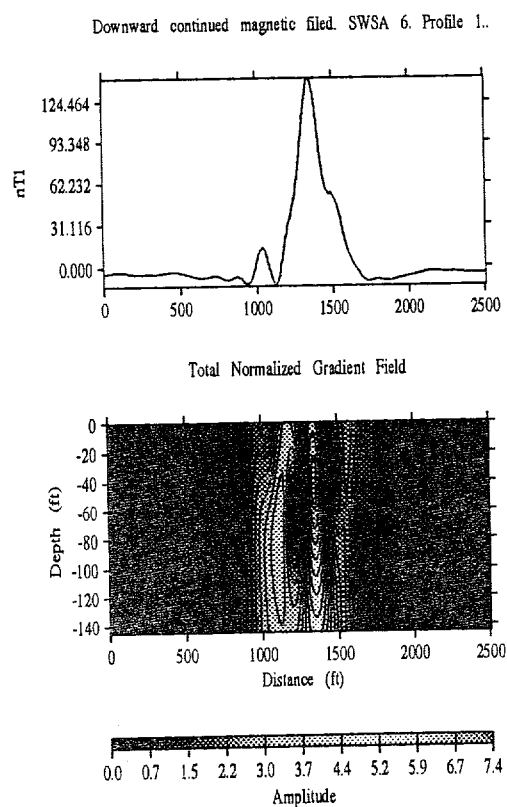 Downward continued magnetic filed. SWSA 6. Profile 1..
124.464
93.348
62.232
31.116
0.000
nT1
0 500 1000 1500 2000 2500
Total Normalized Gradient Field
0
-20
-40
-60
-80
-100
-120
-140
Depth (ft)
0 500 1000 1500 2000 2500
Distance (ft)
0.0 0.7 1.5 2.2 3.0 3.7 4.4 5.2 5.9 6.7 7.4
Amplitude